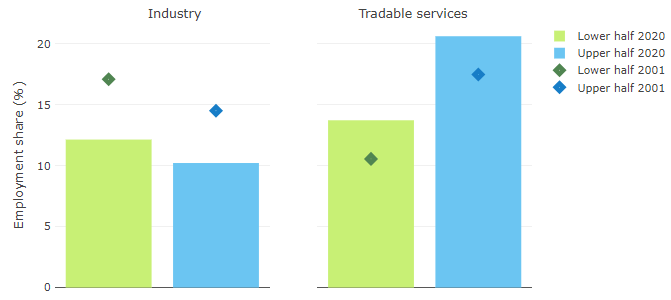 Industry
Tradable services
Employment share (%)
20
15
10
5
0
Lower half 2020
Upper half 2020
Lower half 2001
Upper half 2001